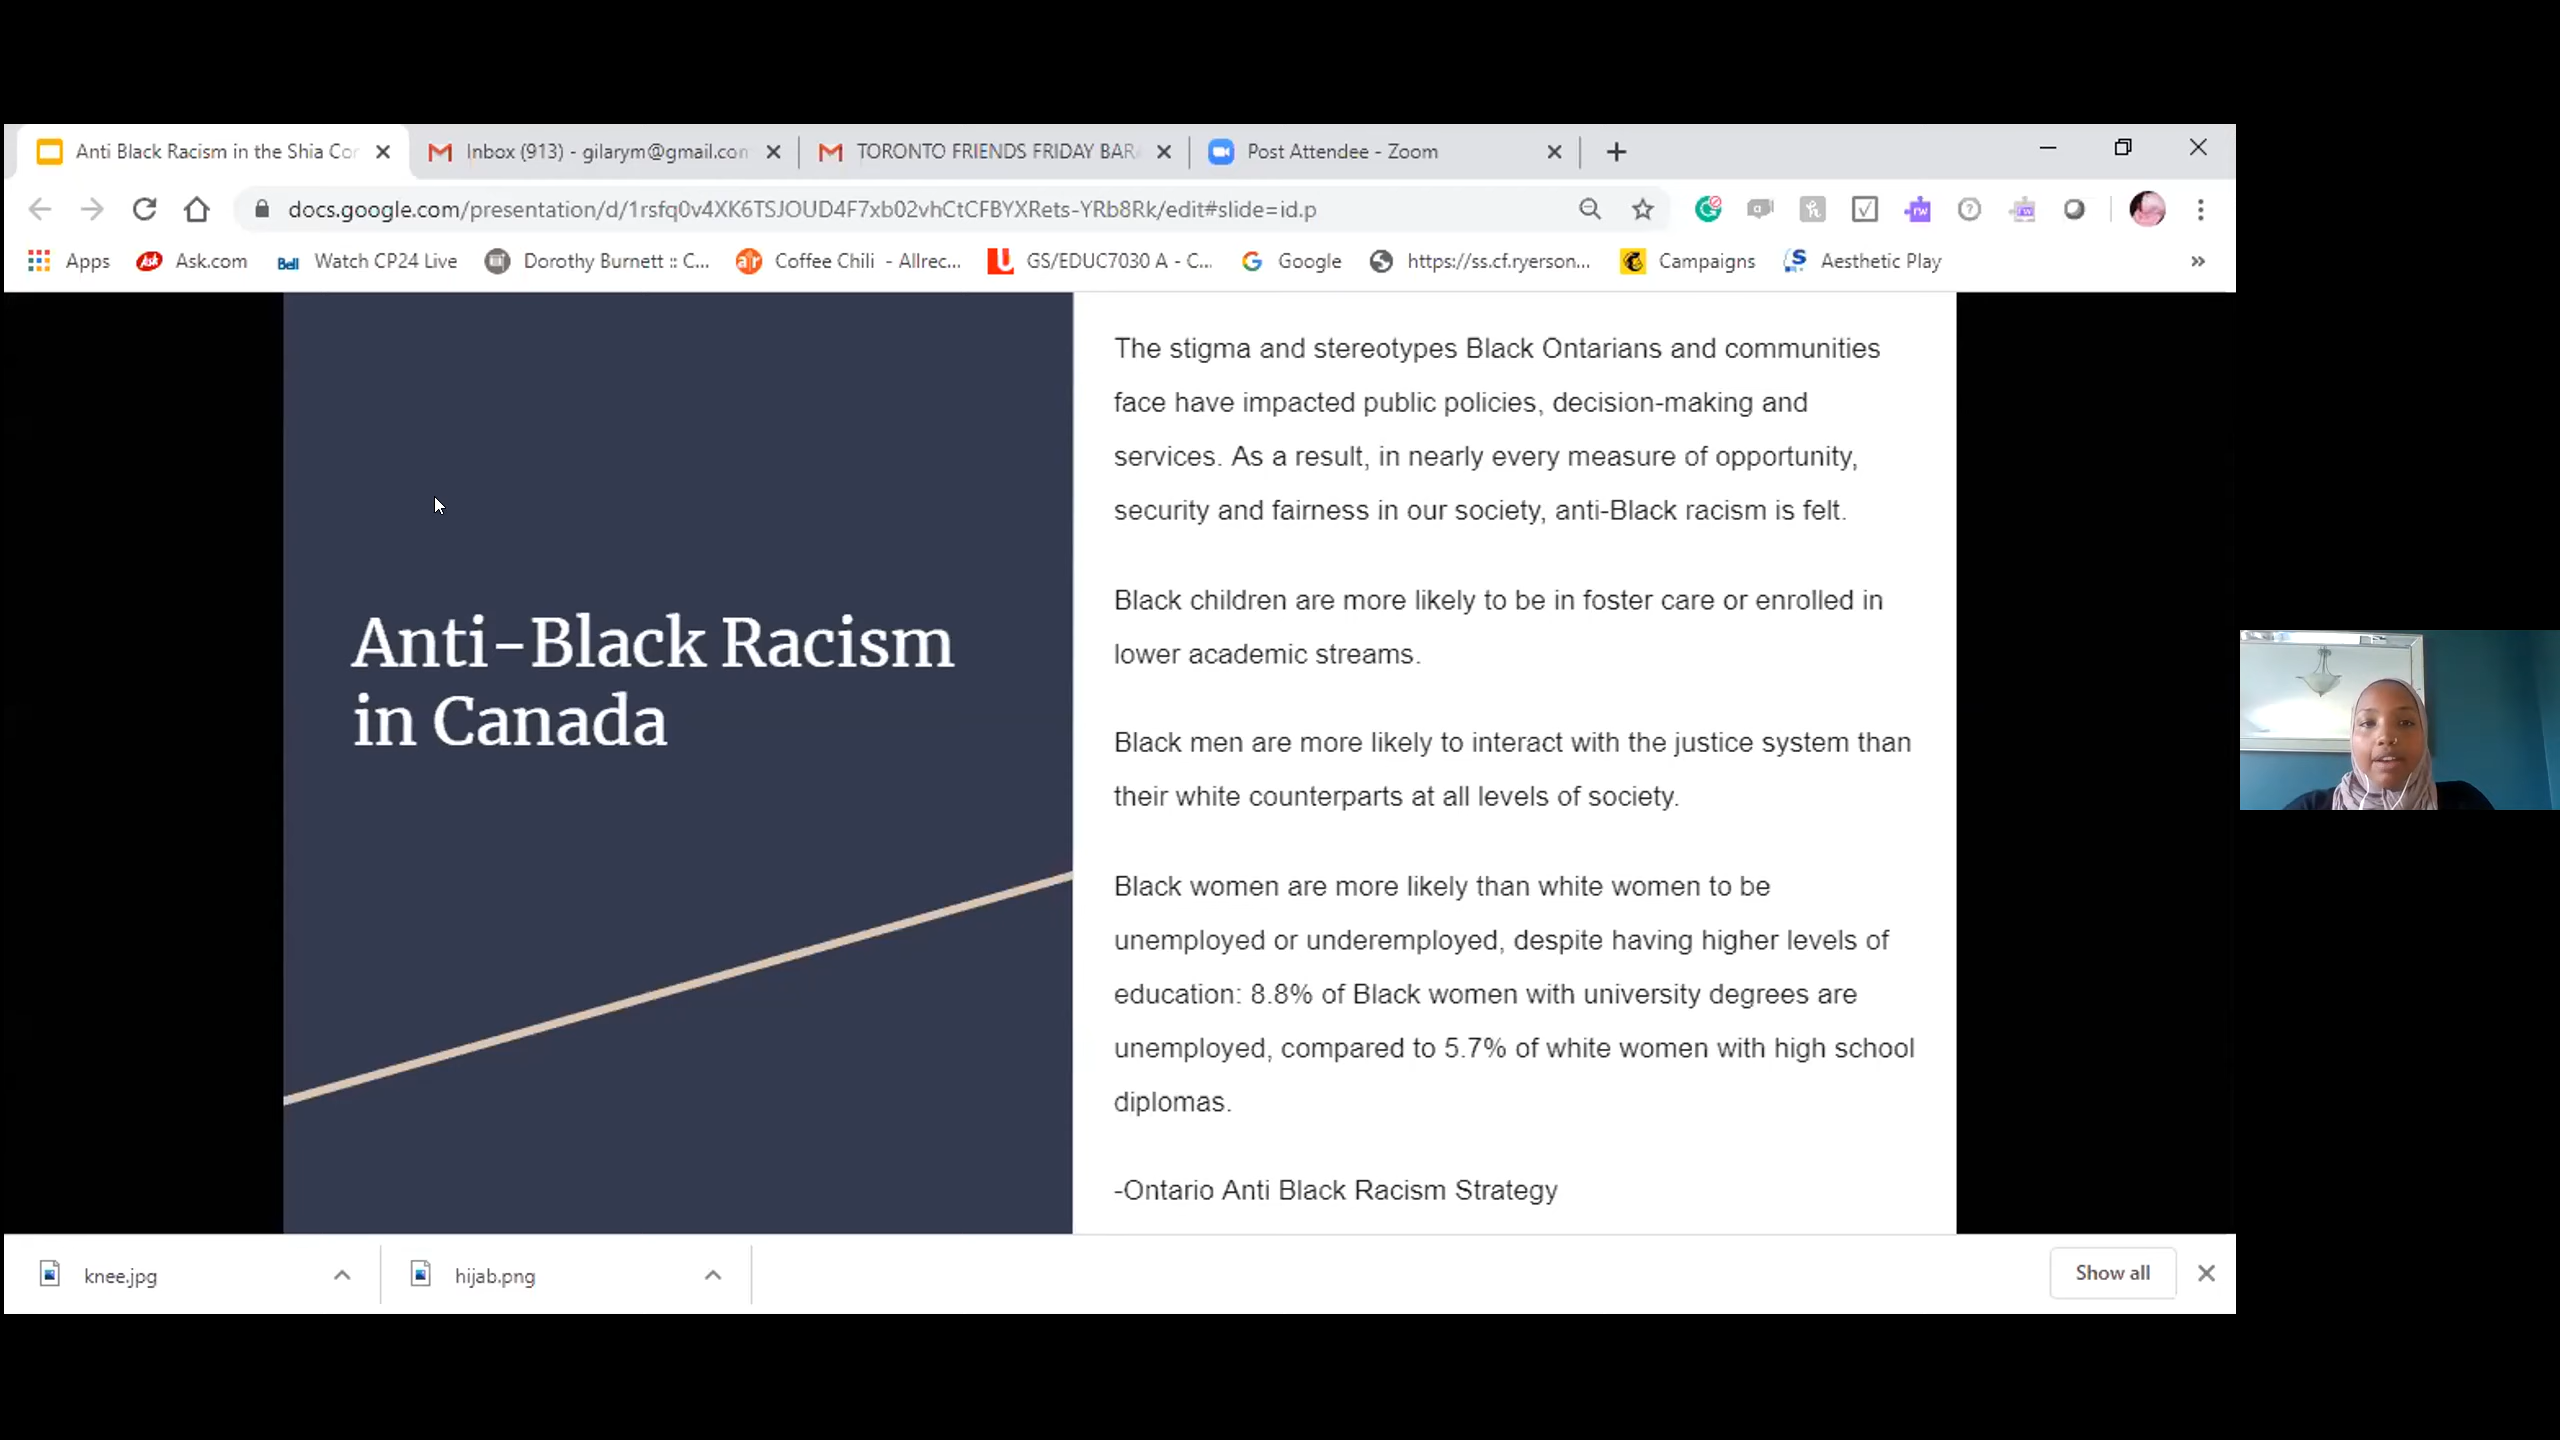 Anti Black Racism in the Shia Cor
Inbox (913) - gilarym@gmail.con
TORONTO FRIENDS FRIDAY BAR
Post Attendee - Zoom
docs.google.com/presentation/d/1rsfq0v4XK6TSJOUD4F7xb02vhCtCFBYXRets-YRb8Rk/edit#slide=id.p
Apps
Ask.com
Bell Watch CP24 Live
Dorothy Burnett :: C...
Coffee Chili - Allrec...
GS/EDUC7030 A - C...
Google
https://ss.cf.ryerson...
Campaigns
Aesthetic Play
Anti-Black Racism
in Canada
The stigma and stereotypes Black Ontarians and communities
face have impacted public policies, decision-making and
services. As a result, in nearly every measure of opportunity,
security and fairness in our society, anti-Black racism is felt.
Black children are more likely to be in foster care or enrolled in
lower academic streams.
Black men are more likely to interact with the justice system than
their white counterparts at all levels of society.
Black women are more likely than white women to be
unemployed or underemployed, despite having higher levels of
education: 8.8% of Black women with university degrees are
unemployed, compared to 5.7% of white women with high school
diplomas.
-Ontario Anti Black Racism Strategy
knee.jpg
hijab.png
Show all